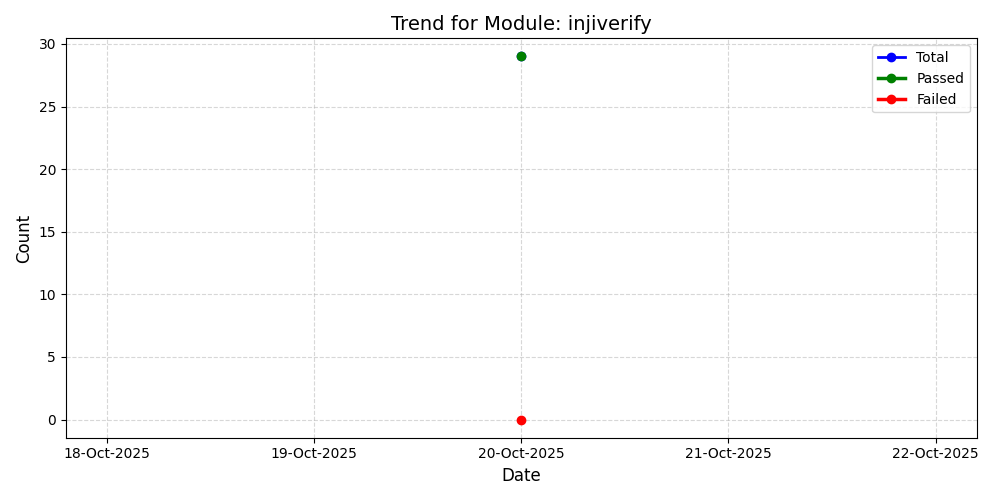 Trend for Module: injiverify
Total
Passed
Failed
Count
30
25
20
15
10
5
0
18-Oct-2025
19-Oct-2025
20-Oct-2025
21-Oct-2025
22-Oct-2025
Date